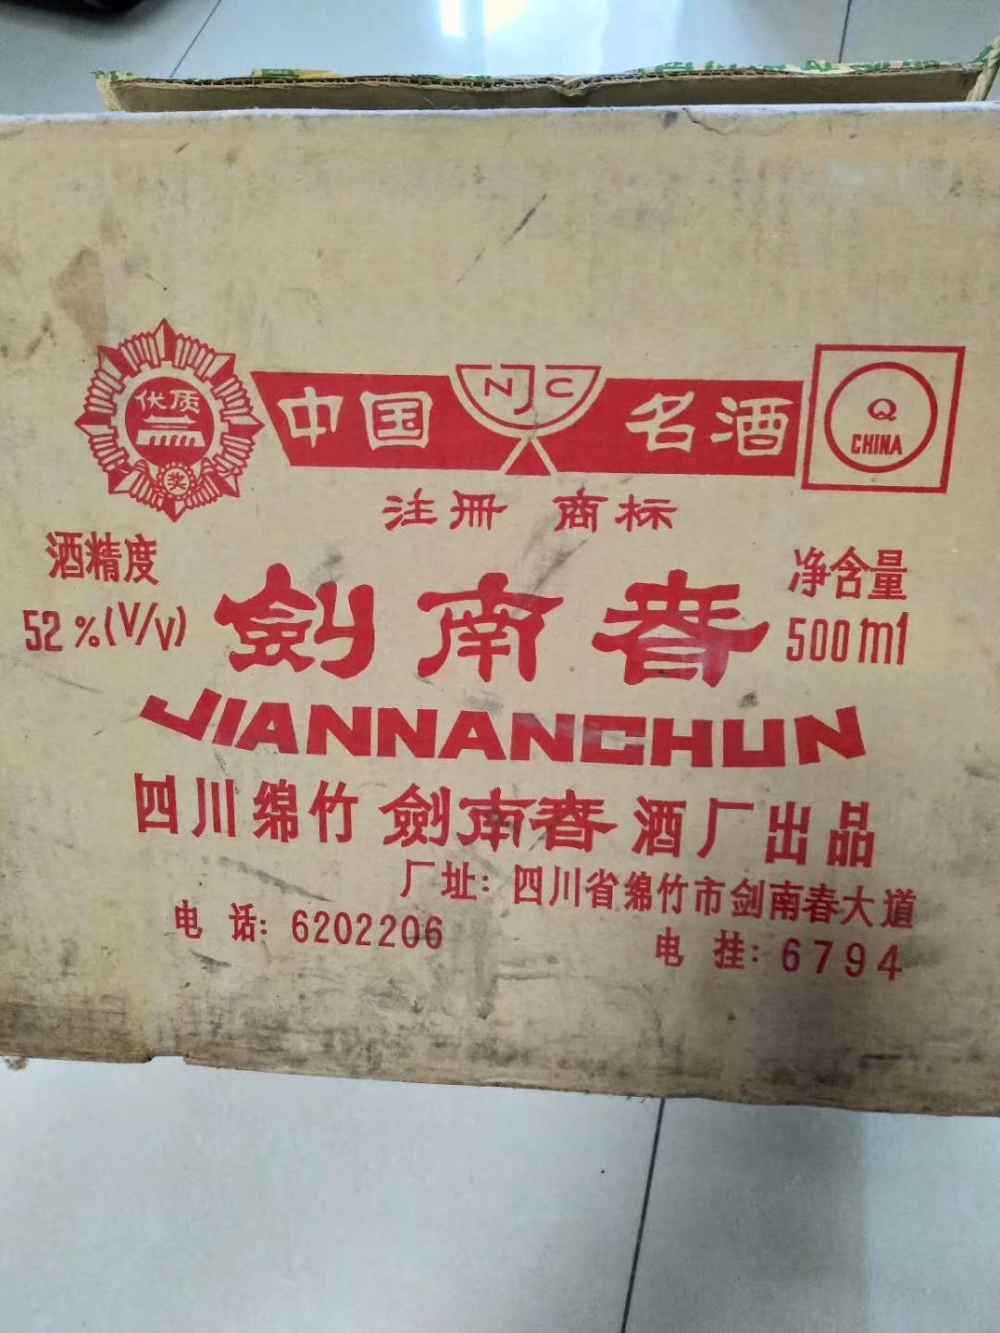 优质
奖
中国 NJC 名酒
Q
CHINA
注册 商标
酒精度
52%(V/V)
净含量
500ml
劍南春
JIANNANCHUN
四川绵竹劍南春酒厂出品
厂址:四川省绵竹市剑南春大道
电 话:6202206
电 挂:6794